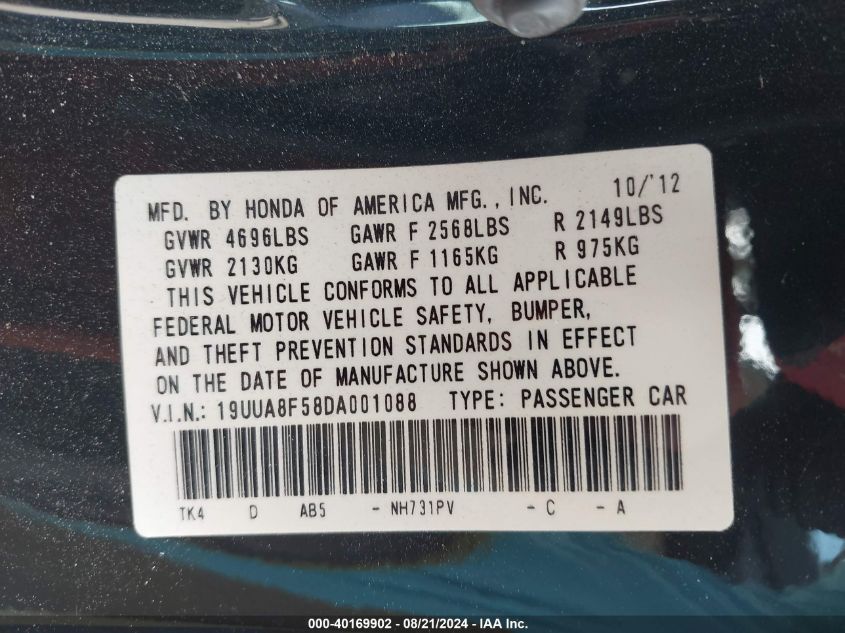 MFD. BY HONDA OF AMERICA MFG., INC. 10/'12
GVWR 4696LBS GAWR F 2568LBS R 2149LBS
GVWR 2130KG GAWR F 1165KG R 975KG
THIS VEHICLE CONFORMS TO ALL APPLICABLE
FEDERAL MOTOR VEHICLE SAFETY, BUMPER,
AND THEFT PREVENTION STANDARDS IN EFFECT
ON THE DATE OF MANUFACTURE SHOWN ABOVE.
V.I.N.: 19UUA8F58DA001088 TYPE: PASSENGER CAR
TK4 D AB5 - NH731PV - C - A
000-40169902 - 08/21/2024 - IAA Inc.